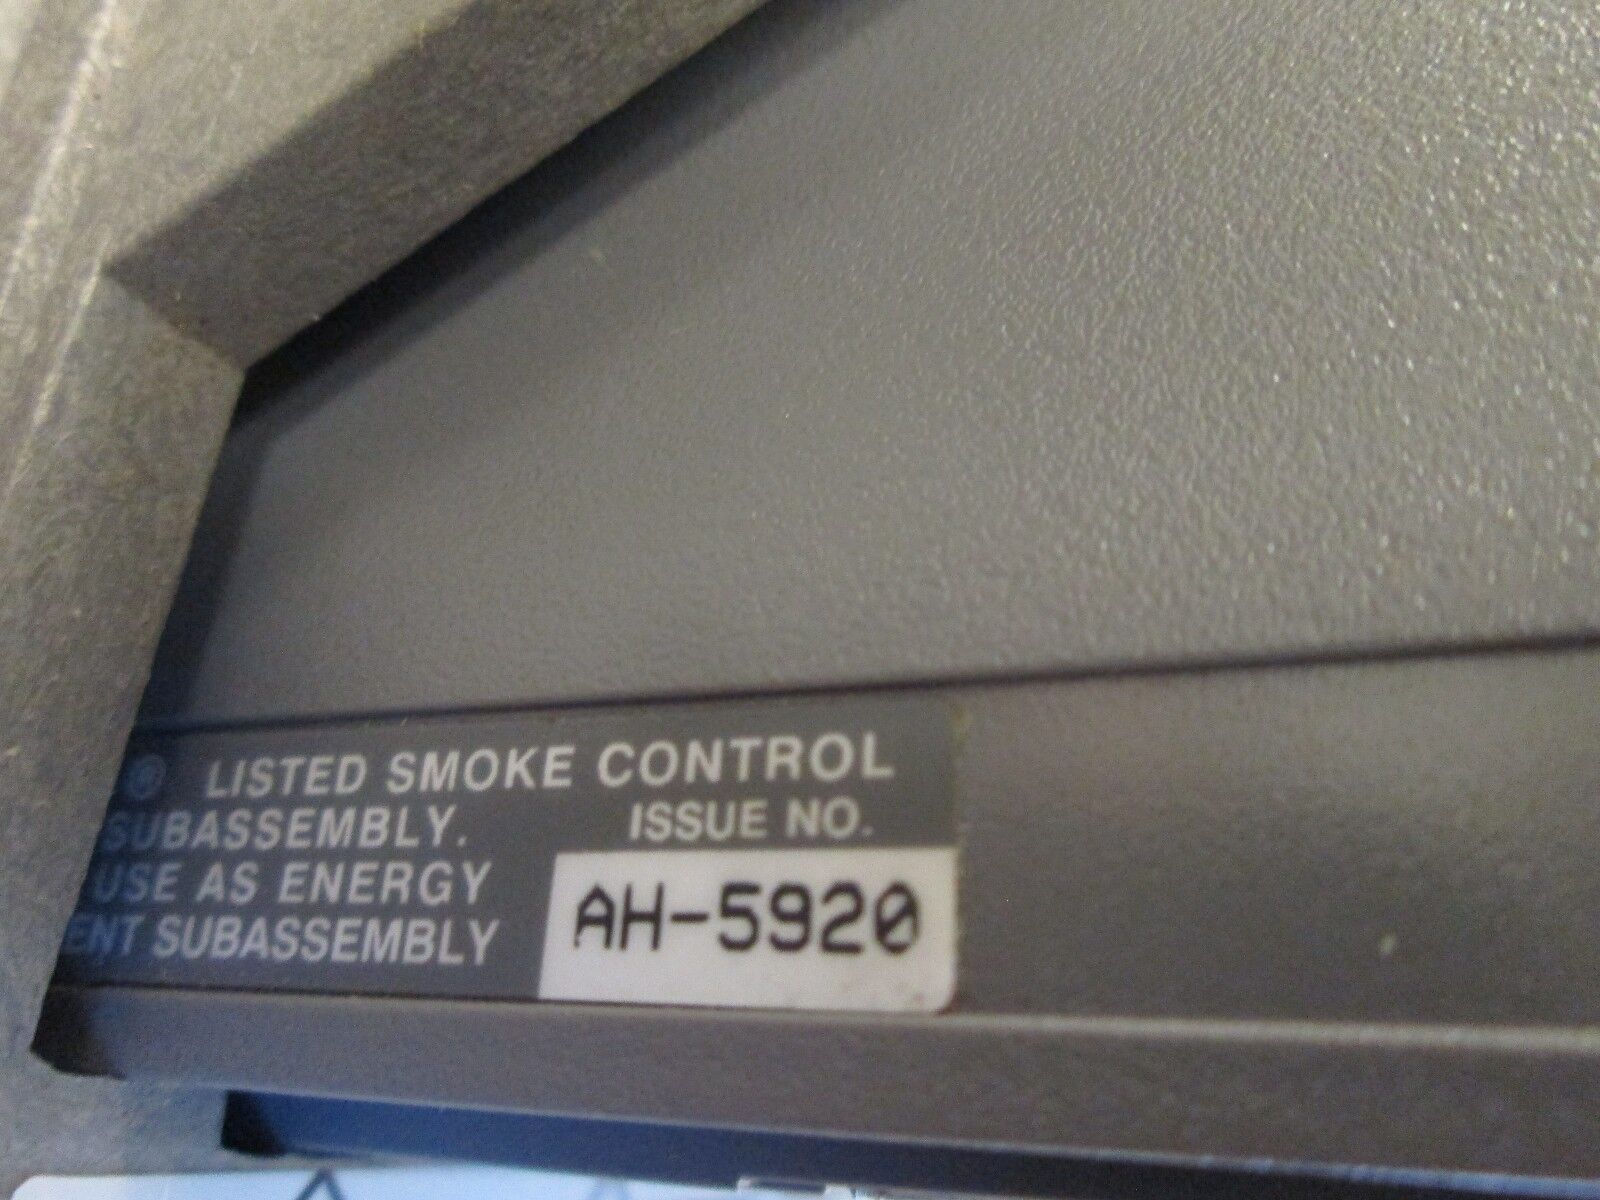 ® LISTED SMOKE CONTROL
SUBASSEMBLY. ISSUE NO.
USE AS ENERGY
ENT SUBASSEMBLY
AH-5920